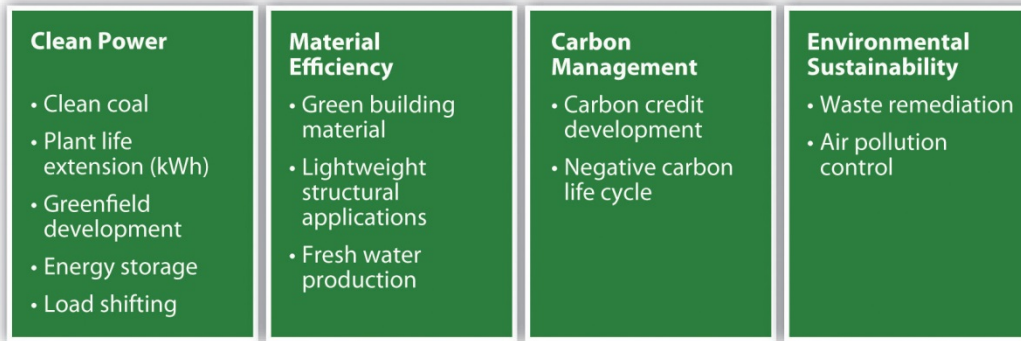 Clean Power
• Clean coal
• Plant life
extension (kWh)
• Greenfield
development
• Energy storage
• Load shifting
Material
Efficiency
• Green building
material
• Lightweight
structural
applications
• Fresh water
production
Carbon
Management
• Carbon credit
development
• Negative carbon
life cycle
Environmental
Sustainability
• Waste remediation
• Air pollution
control